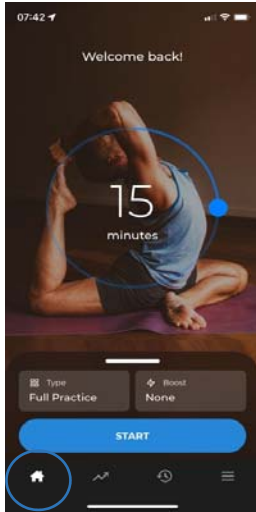 07:42
Welcome back!
15
minutes
Type
Full Practice
Boost
None
START